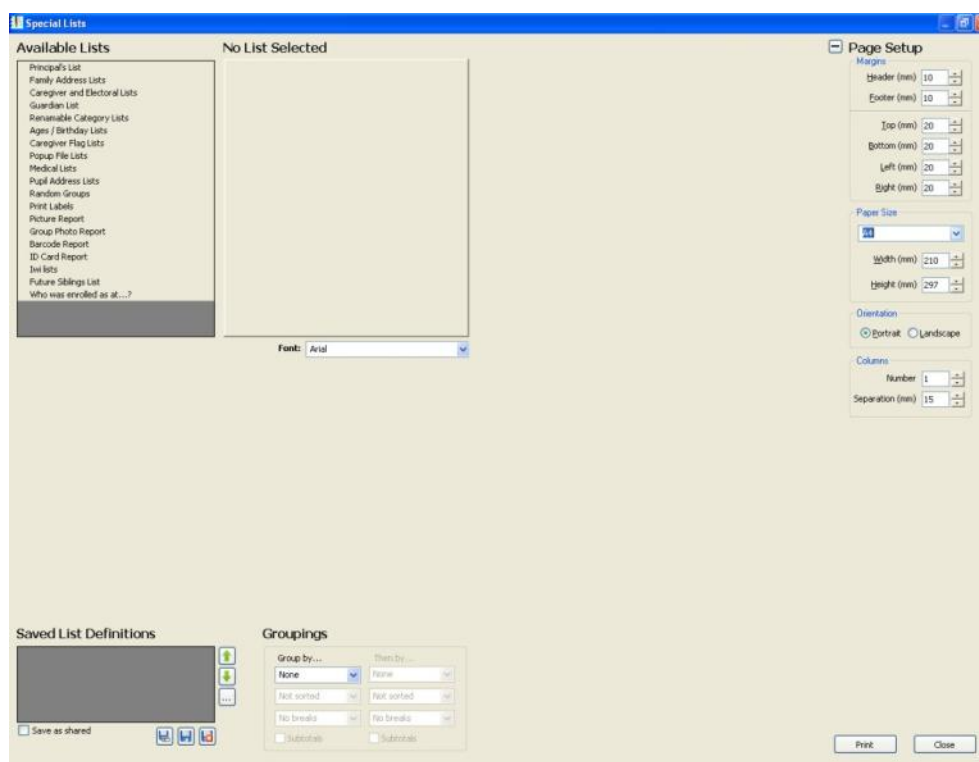 Special Lists
Available Lists
Principal's List
Family Address Lists
Caregiver and Electoral Lists
Guardian List
Renamable Category Lists
Ages / Birthday Lists
Caregiver Flag Lists
Popup File Lists
Medical Lists
Pupil Address Lists
Random Groups
Print Labels
Picture Report
Group Photo Report
Barcode Report
ID Card Report
Iwi lists
Future Siblings List
Who was enrolled as at...?
No List Selected
Font: Arial
Page Setup
Margins
Header (mm) 10
Footer (mm) 10
Top (mm) 20
Bottom (mm) 20
Left (mm) 20
Right (mm) 20
Paper Size
A4
Width (mm) 210
Height (mm) 297
Orientation
Portrait Landscape
Columns
Number 1
Separation (mm) 15
Saved List Definitions
...
Save as shared
Groupings
Group by... Then by...
None None
Not sorted Not sorted
No breaks No breaks
Subtotals Subtotals
Print Close